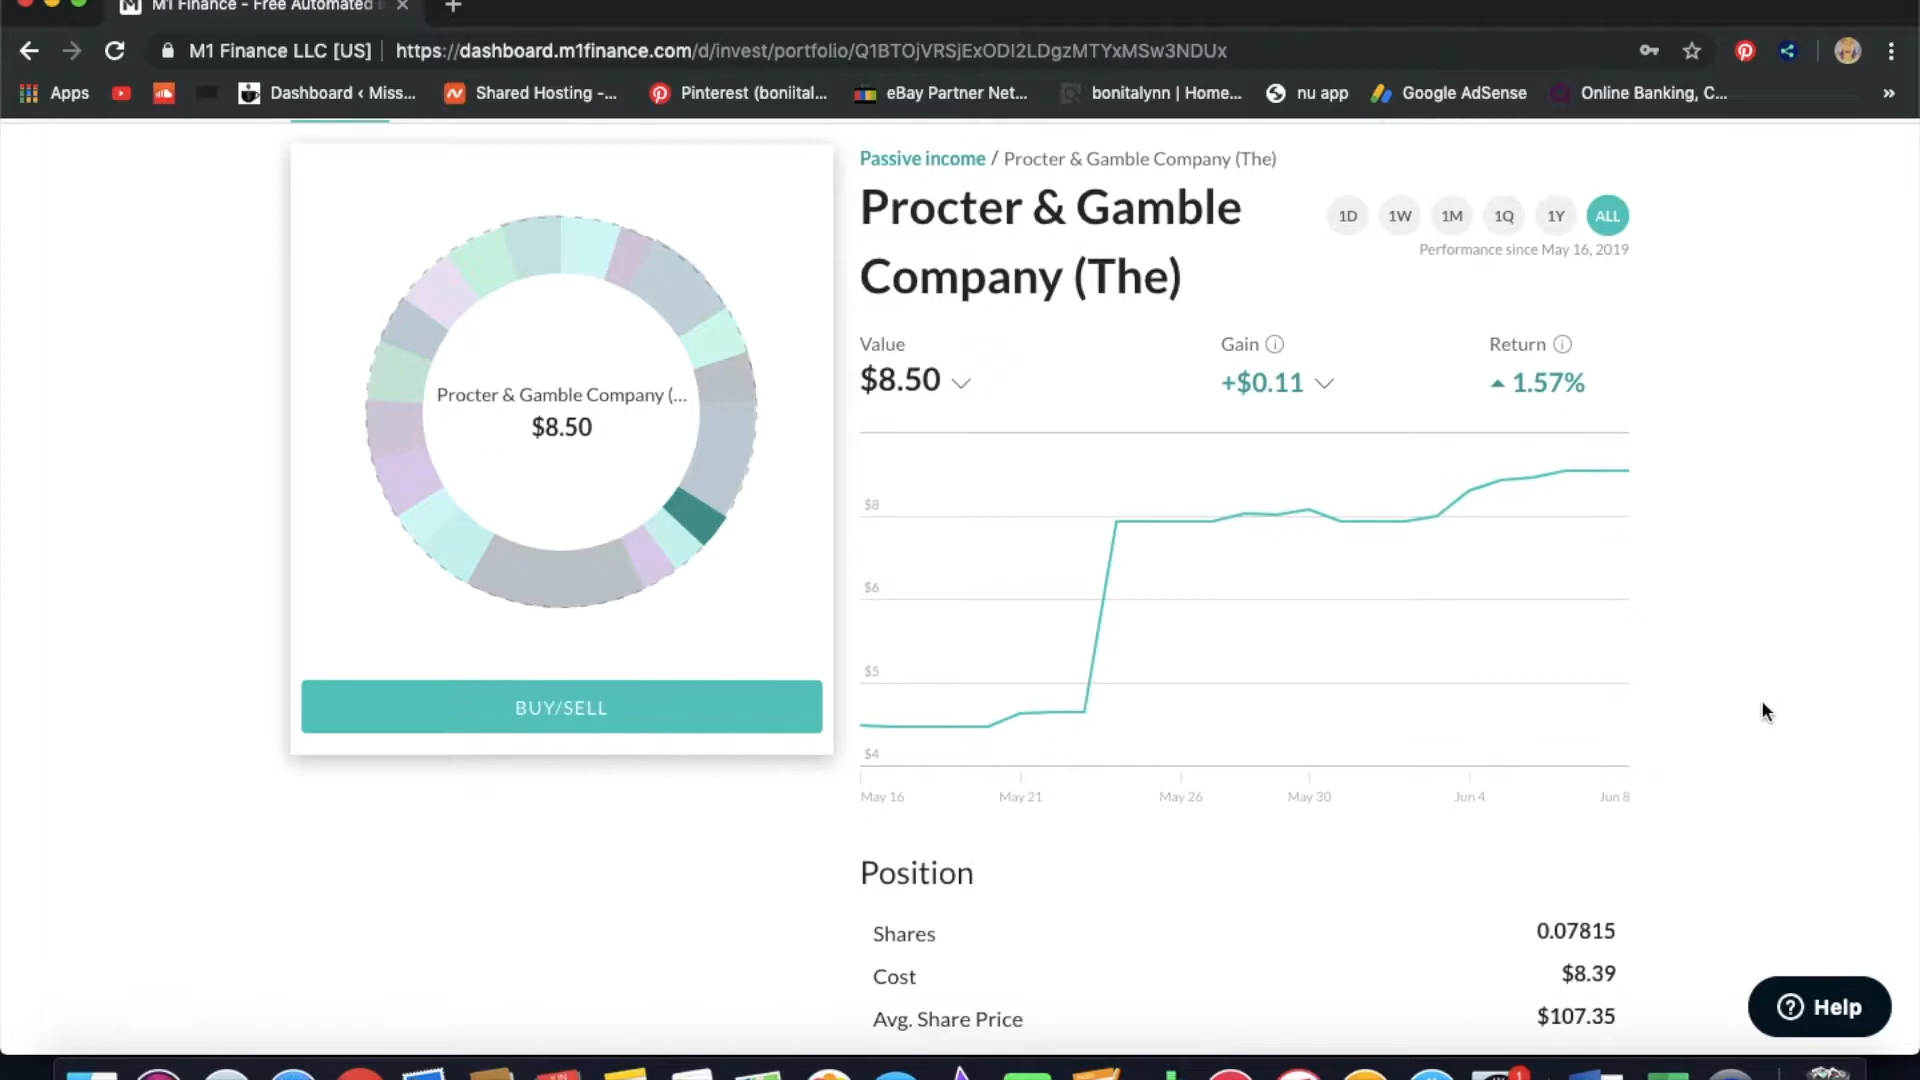 M1 Finance - Free Automated
M1 Finance LLC [US]
https://dashboard.m1finance.com/d/invest/portfolio/Q1BTOjVRSjExODI2LDgzMTYxMSw3NDUx
Apps
Dashboard ‹ Miss...
Shared Hosting -...
Pinterest (boniital...
eBay Partner Net...
bonitalynn | Home...
nu app
Google AdSense
Online Banking, C...
»
Procter & Gamble Company (...
$8.50
BUY/SELL
Passive income / Procter & Gamble Company (The)
Procter & Gamble
Company (The)
1D 1W 1M 1Q 1Y ALL
Performance since May 16, 2019
Value
$8.50
Gain
+$0.11
Return
1.57%
$8
$6
$5
$4
May 16 May 21 May 26 May 30 Jun 4 Jun 8
Position
Shares 0.07815
Cost $8.39
Avg. Share Price $107.35
Help
1